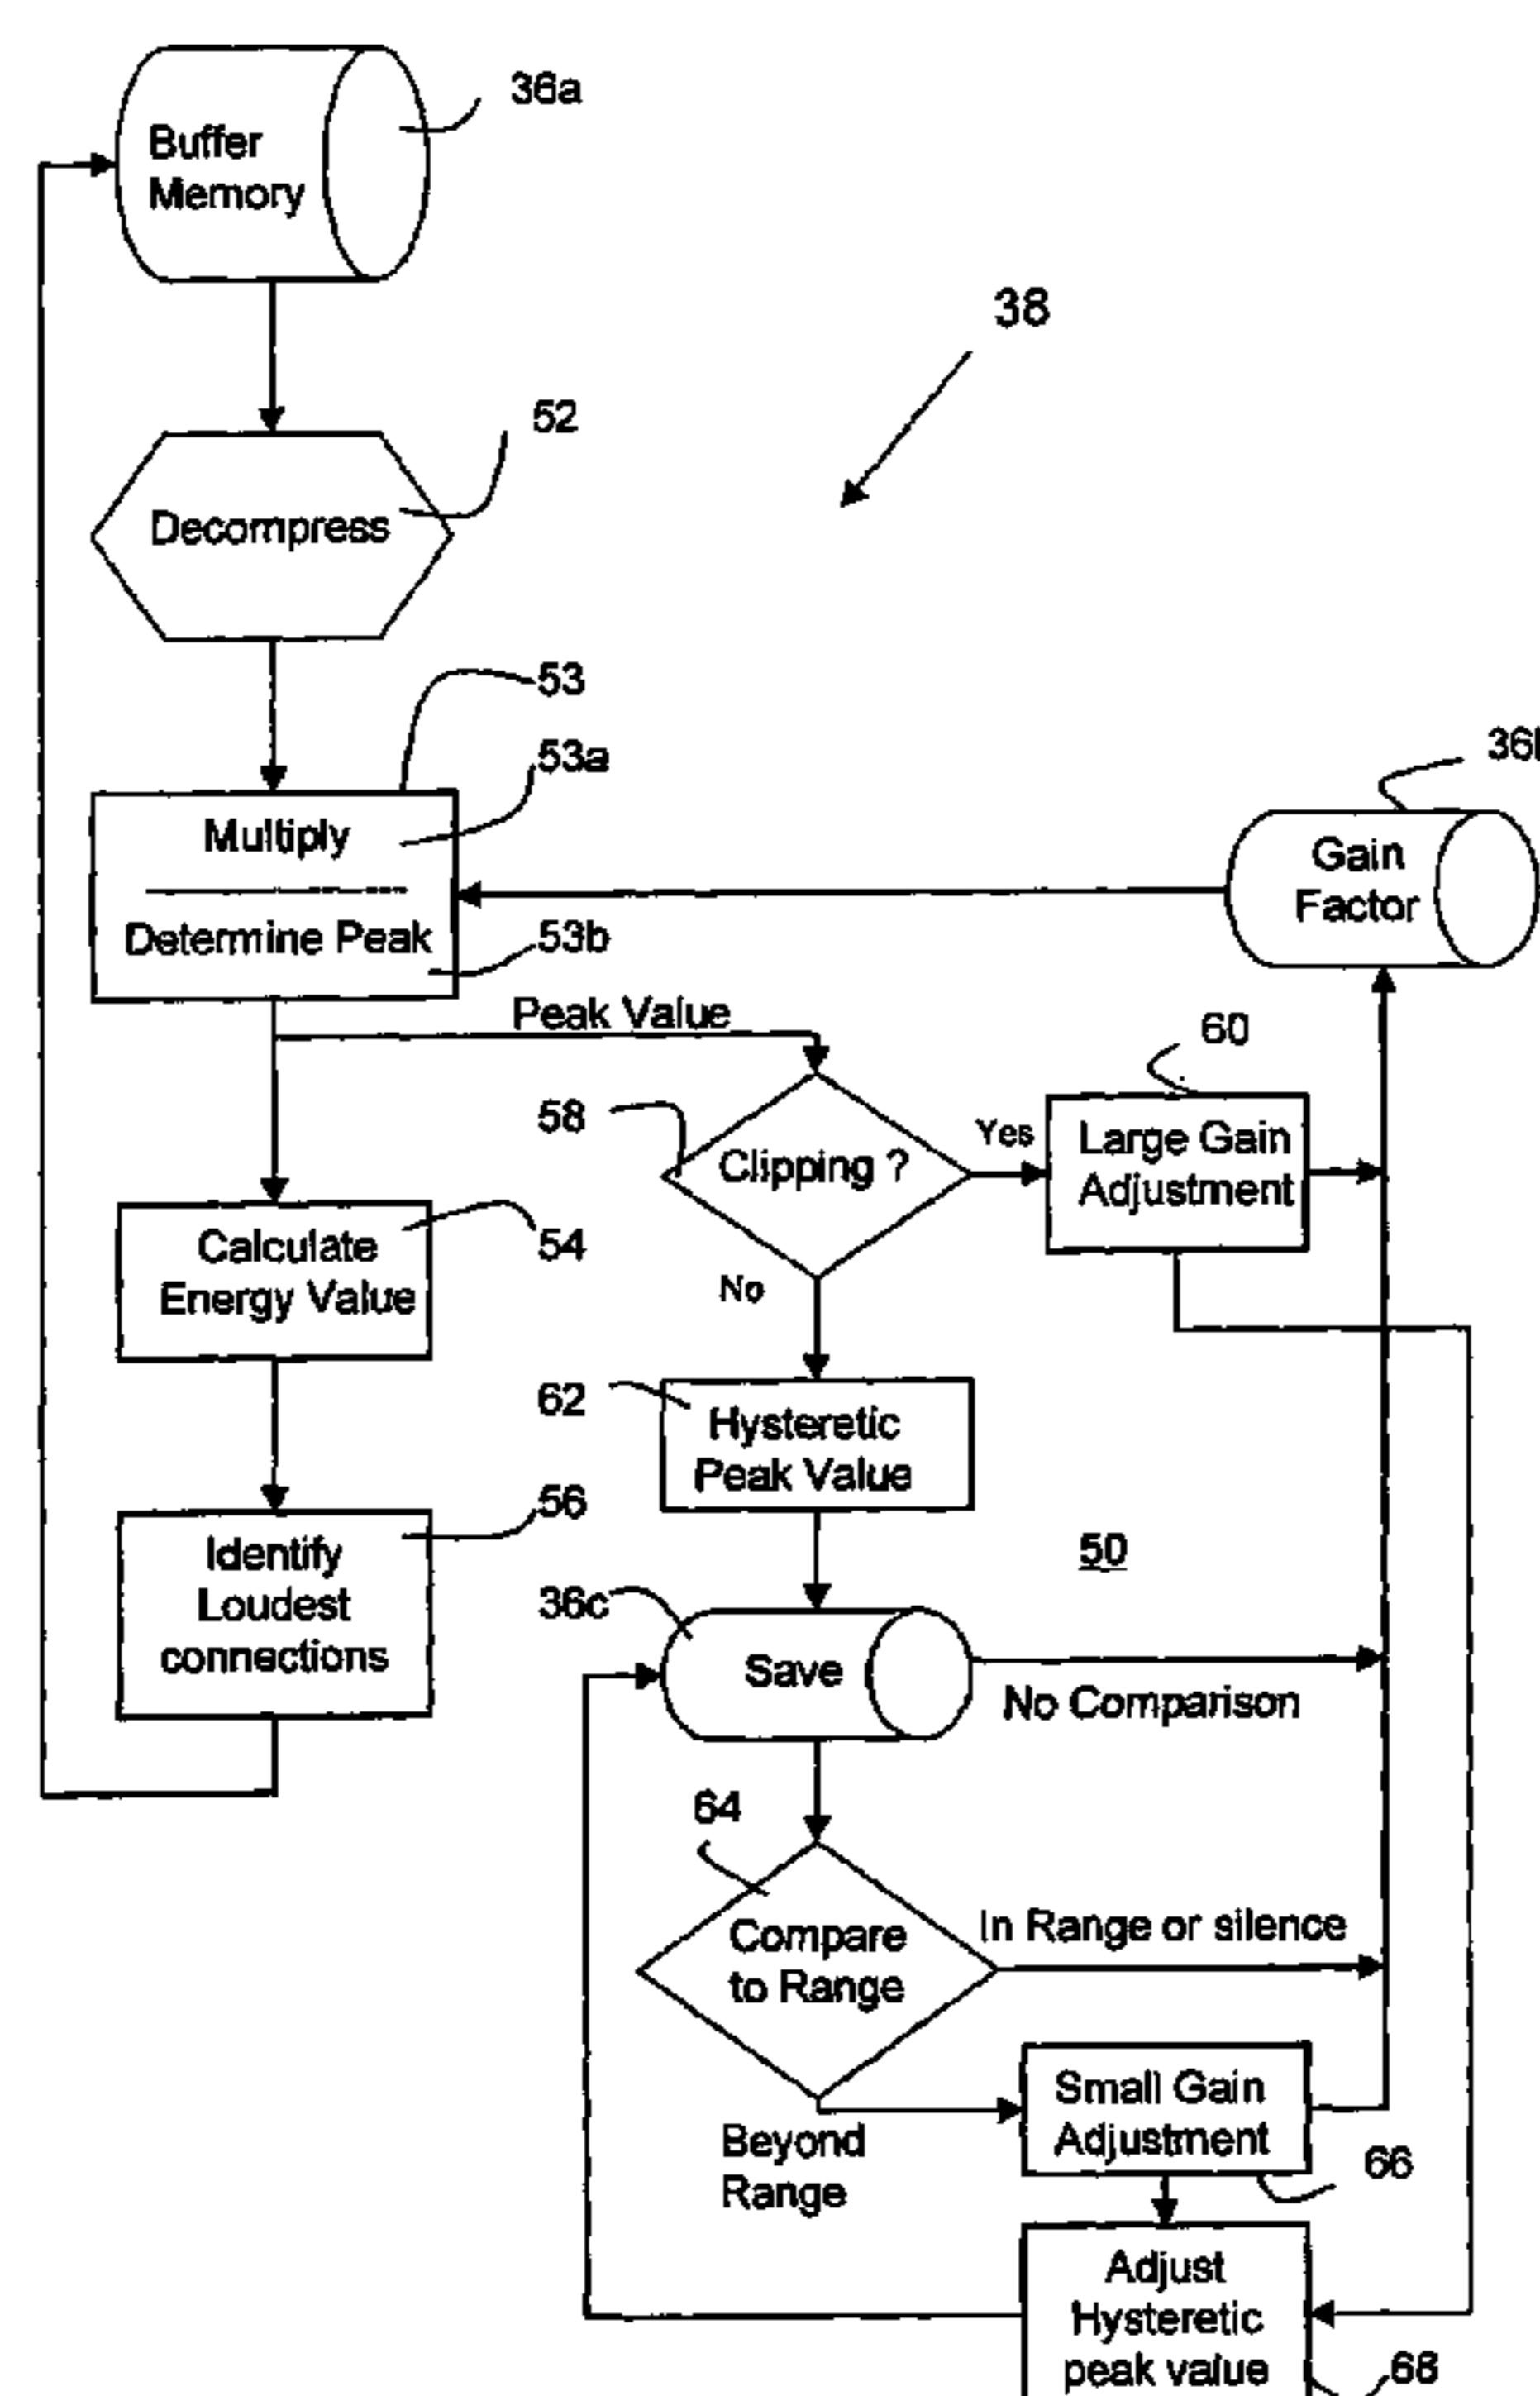 36a
Buffer
Memory
38
52
Decompress
53
53a
Multiply
Determine Peak
53b
Gain
Factor
Peak Value
60
58
Clipping ?
Yes
Large Gain
Adjustment
Calculate
Energy Value
54
No
62
Hysteretic
Peak Value
56
Identify
Loudest
connections
50
36c
Save
No Comparison
64
Compare
to Range
In Range or silence
Small Gain
Adjustment
Beyond
Range
66
Adjust
Hysteretic
peak value
68